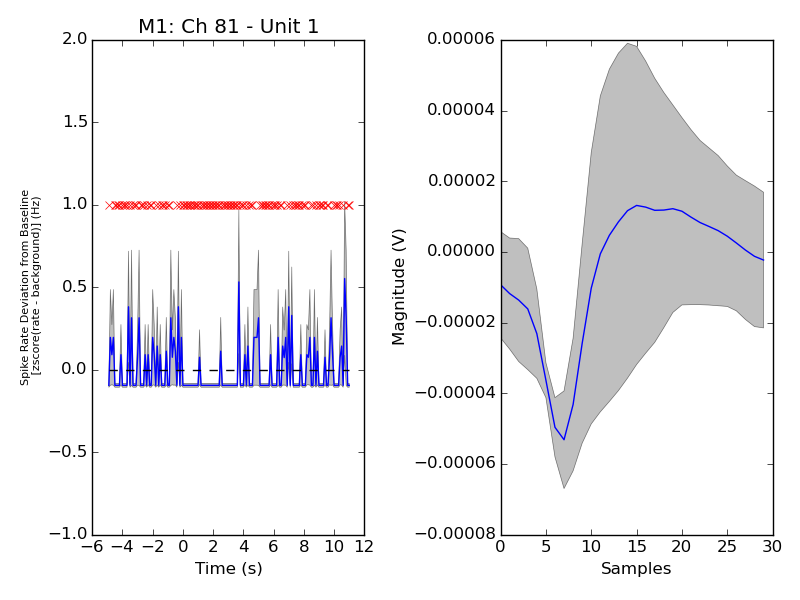 M1: Ch 81 - Unit 1
Spike Rate Deviation from Baseline
[zscore(rate - background)] (Hz)
2.0
1.5
1.0
0.5
0.0
−0.5
−1.0
−6 −4 −2 0 2 4 6 8 10 12
Time (s)
Magnitude (V)
0.00006
0.00004
0.00002
0.00000
−0.00002
−0.00004
−0.00006
−0.00008
0 5 10 15 20 25 30
Samples